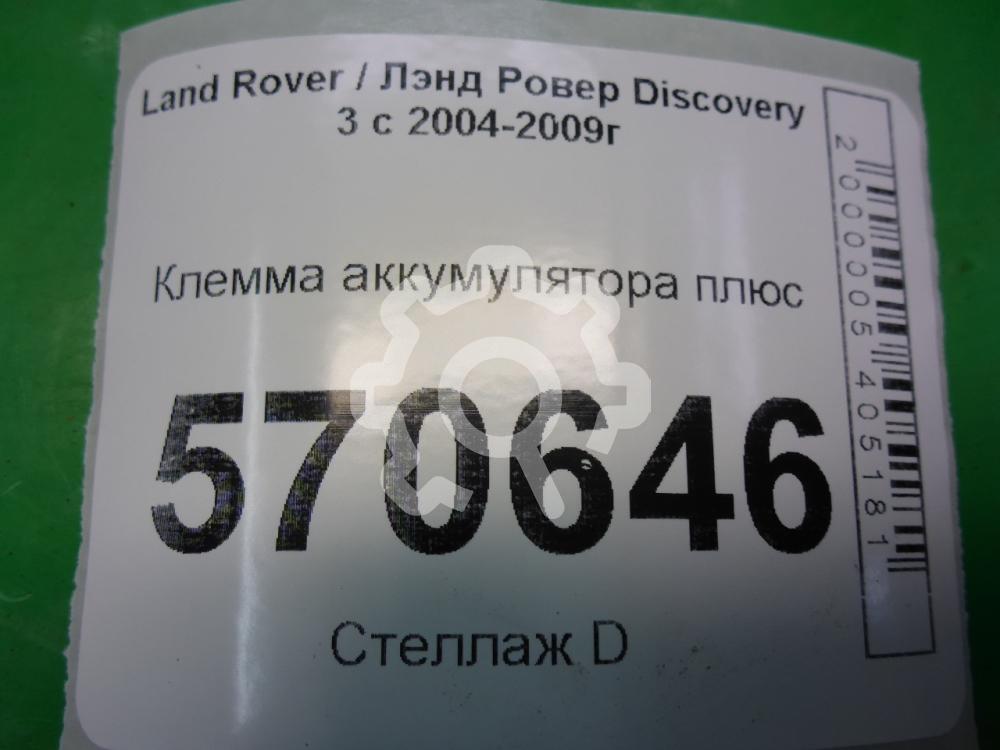 Land Rover / Лэнд Ровер Discovery
3 с 2004-2009г
Клемма аккумулятора плюс
570646
Стеллаж D
2000005405181